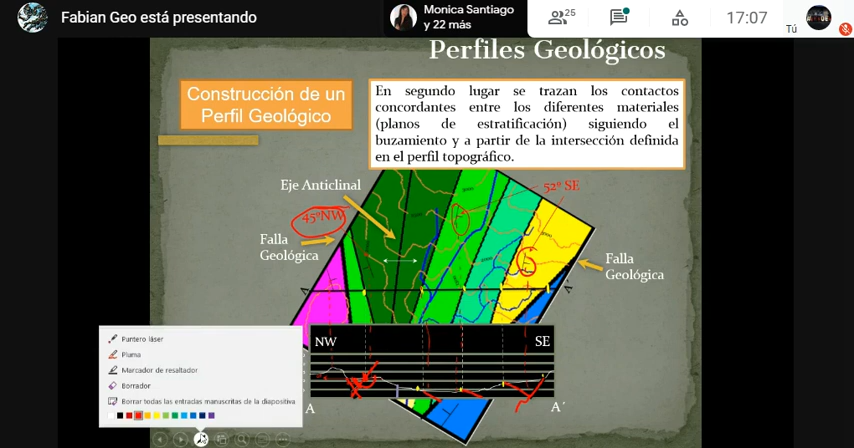 Fabian Geo está presentando
Monica Santiago
y 22 más
25
17:07
Tú
Perfiles Geológicos
Construcción de un
Perfil Geológico
En segundo lugar se trazan los contactos
concordantes entre los diferentes materiales
(planos de estratificación) siguiendo el
buzamiento y a partir de la intersección definida
en el perfil topográfico.
Eje Anticlinal
52º SE
45ºNW
Falla
Geológica
Falla
Geológica
A
A´
NW
SE
A
A´
Puntero láser
Pluma
Marcador de resaltador
Borrador
Borrar todas las entradas manuscritas de la diapositiva